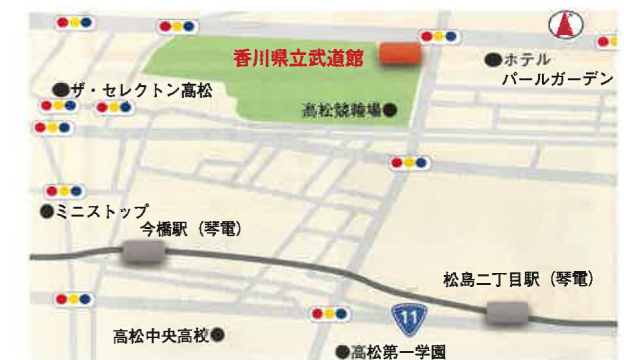 香川県立武道館
ホテル
パールガーデン
ザ・セレクトン高松
高松競輪場
ミニストップ
今橋駅（琴電）
松島二丁目駅（琴電）
11
高松中央高校
高松第一学園